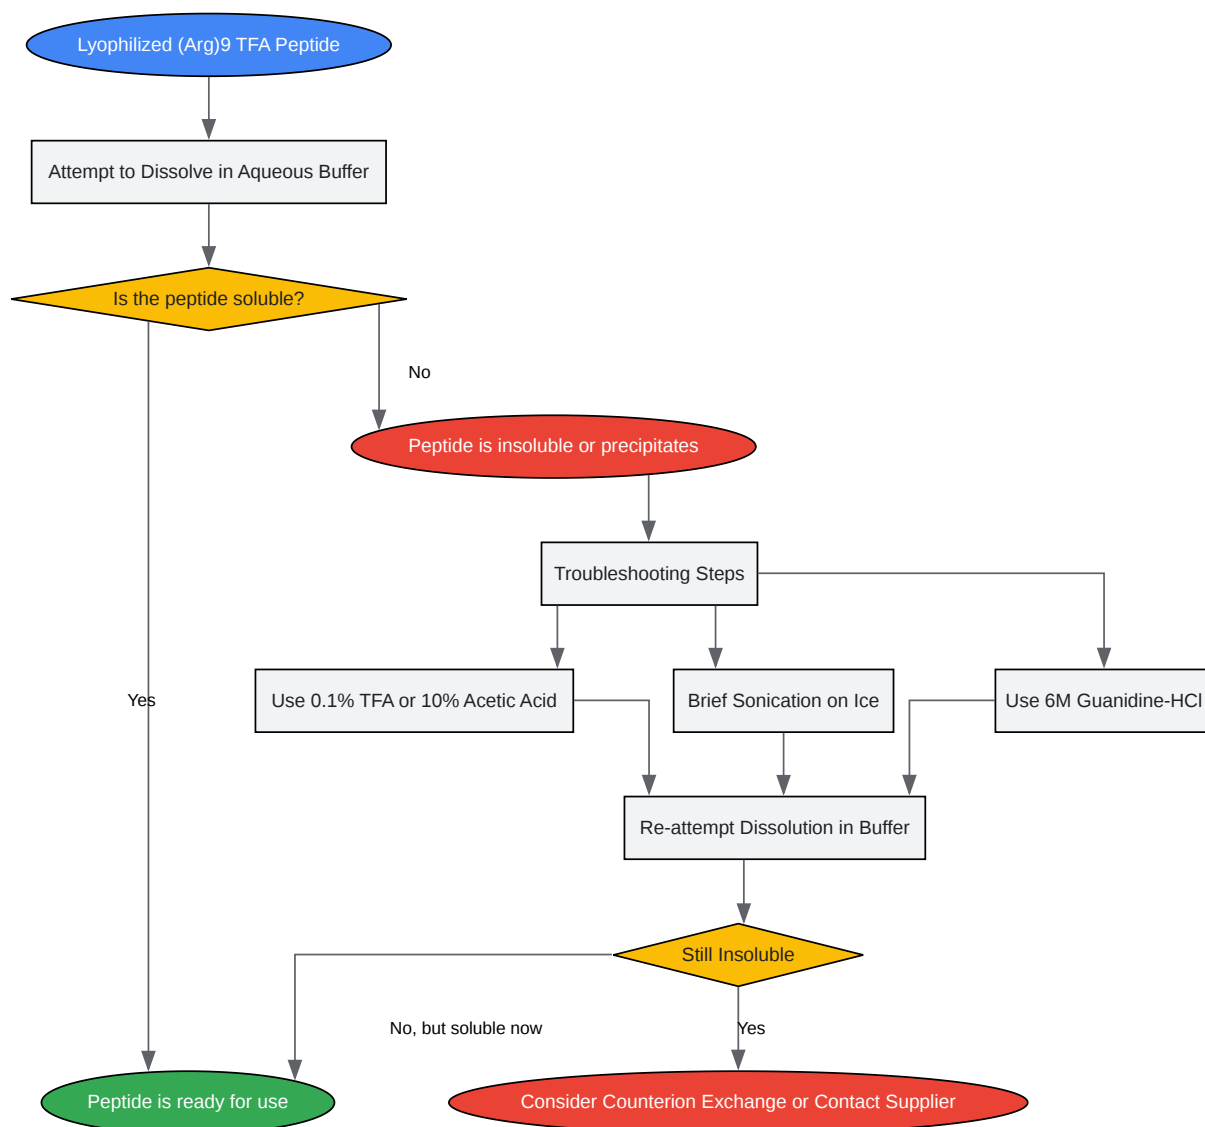 Lyophilized (Arg)9 TFA Peptide
Attempt to Dissolve in Aqueous Buffer
Is the peptide soluble?
No
Peptide is insoluble or precipitates
Troubleshooting Steps
Yes
Use 0.1% TFA or 10% Acetic Acid
Brief Sonication on Ice
Use 6M Guanidine-HCl
Re-attempt Dissolution in Buffer
Still Insoluble
No, but soluble now
Yes
Peptide is ready for use
Consider Counterion Exchange or Contact Supplier